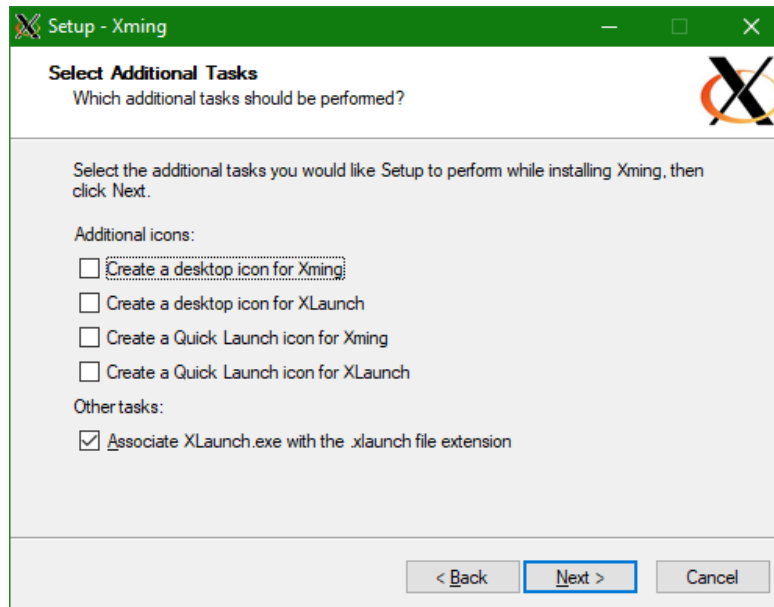 Setup - Xming
Select Additional Tasks
Which additional tasks should be performed?
Select the additional tasks you would like Setup to perform while installing Xming, then
click Next.
Additional icons:
Create a desktop icon for Xming
Create a desktop icon for XLaunch
Create a Quick Launch icon for Xming
Create a Quick Launch icon for XLaunch
Other tasks:
Associate XLaunch.exe with the .xlaunch file extension
< Back Next > Cancel